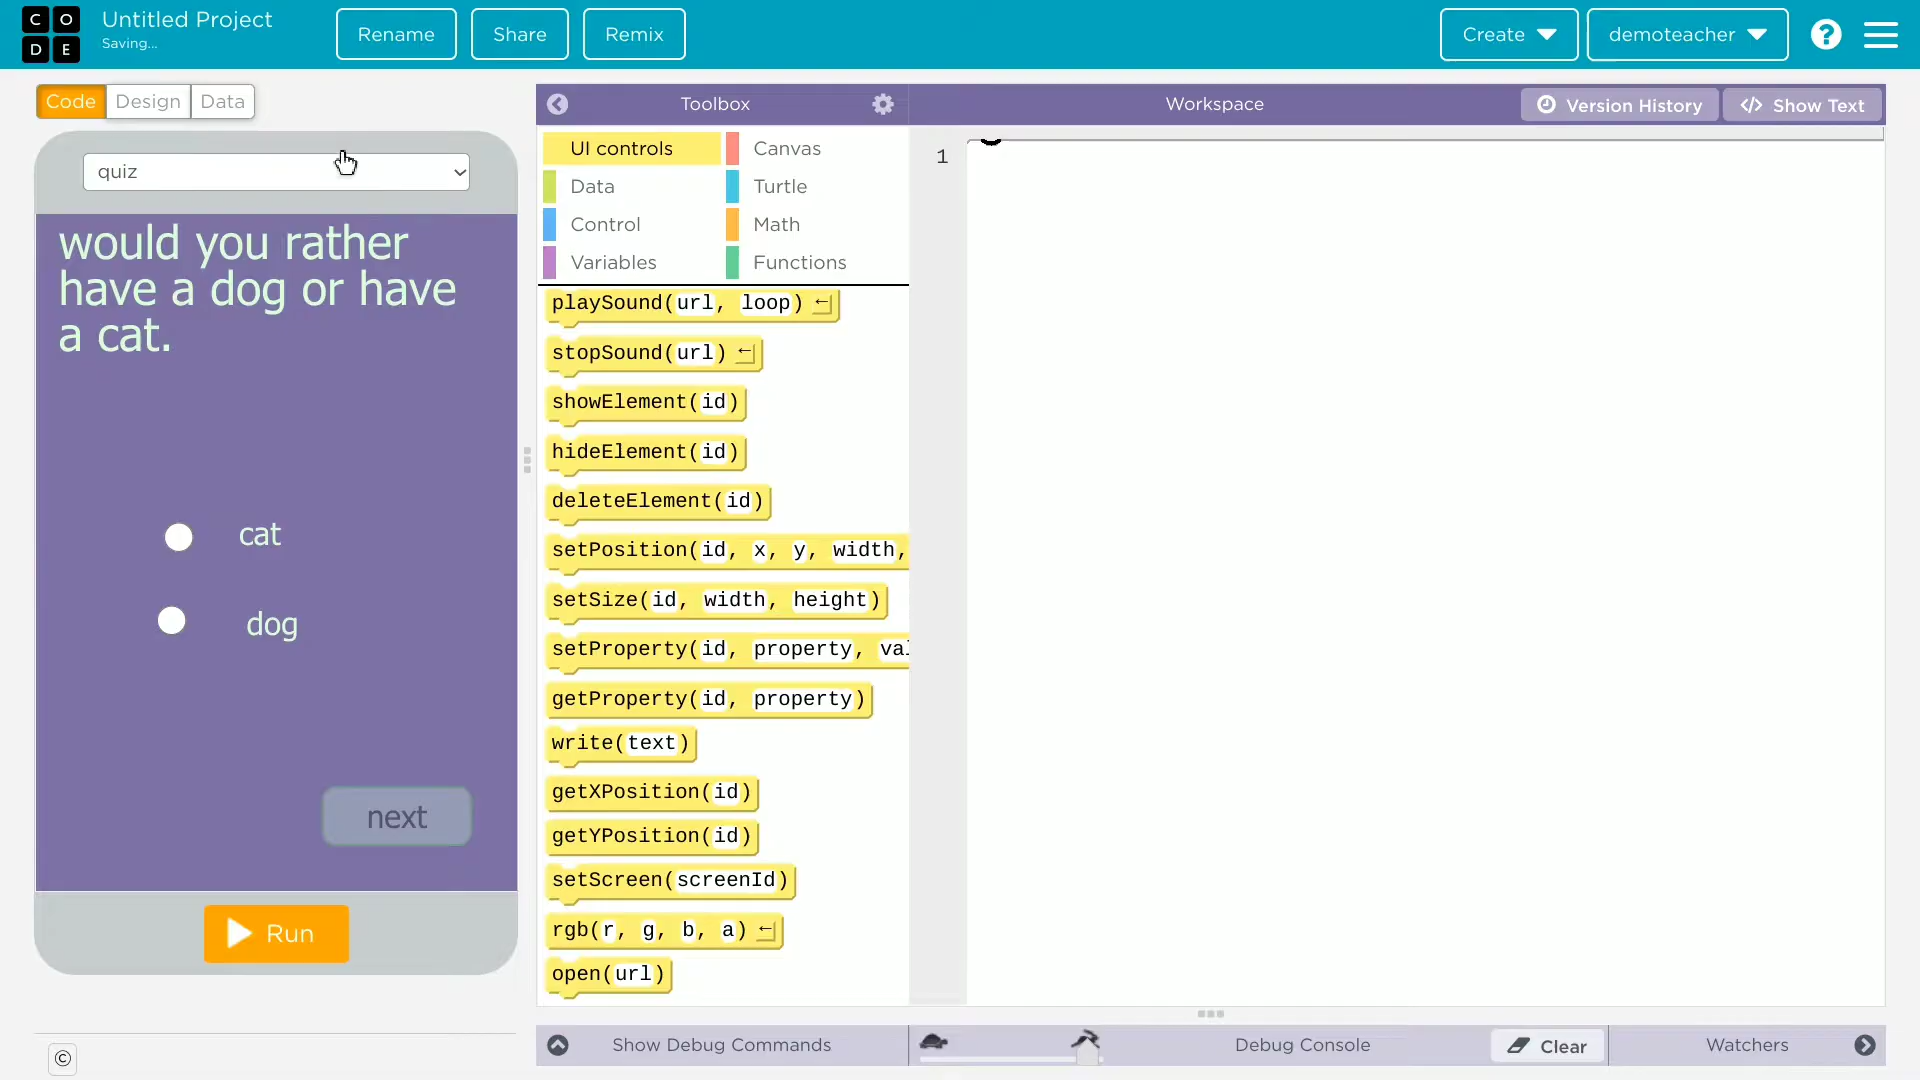 CODE
Untitled Project
Saving...
Rename
Share
Remix
Create
demoteacher
?
Code
Design
Data
Toolbox
Workspace
Version History
</> Show Text
quiz
would you rather
have a dog or have
a cat.
cat
dog
next
Run
UI controls
Canvas
Data
Turtle
Control
Math
Variables
Functions
playSound(url, loop) ←
stopSound(url) ←
showElement(id)
hideElement(id)
deleteElement(id)
setPosition(id, x, y, width,
setSize(id, width, height)
setProperty(id, property, val
getProperty(id, property)
write(text)
getXPosition(id)
getYPosition(id)
setScreen(screenId)
rgb(r, g, b, a) ←
open(url)
1
©
Show Debug Commands
Debug Console
Clear
Watchers